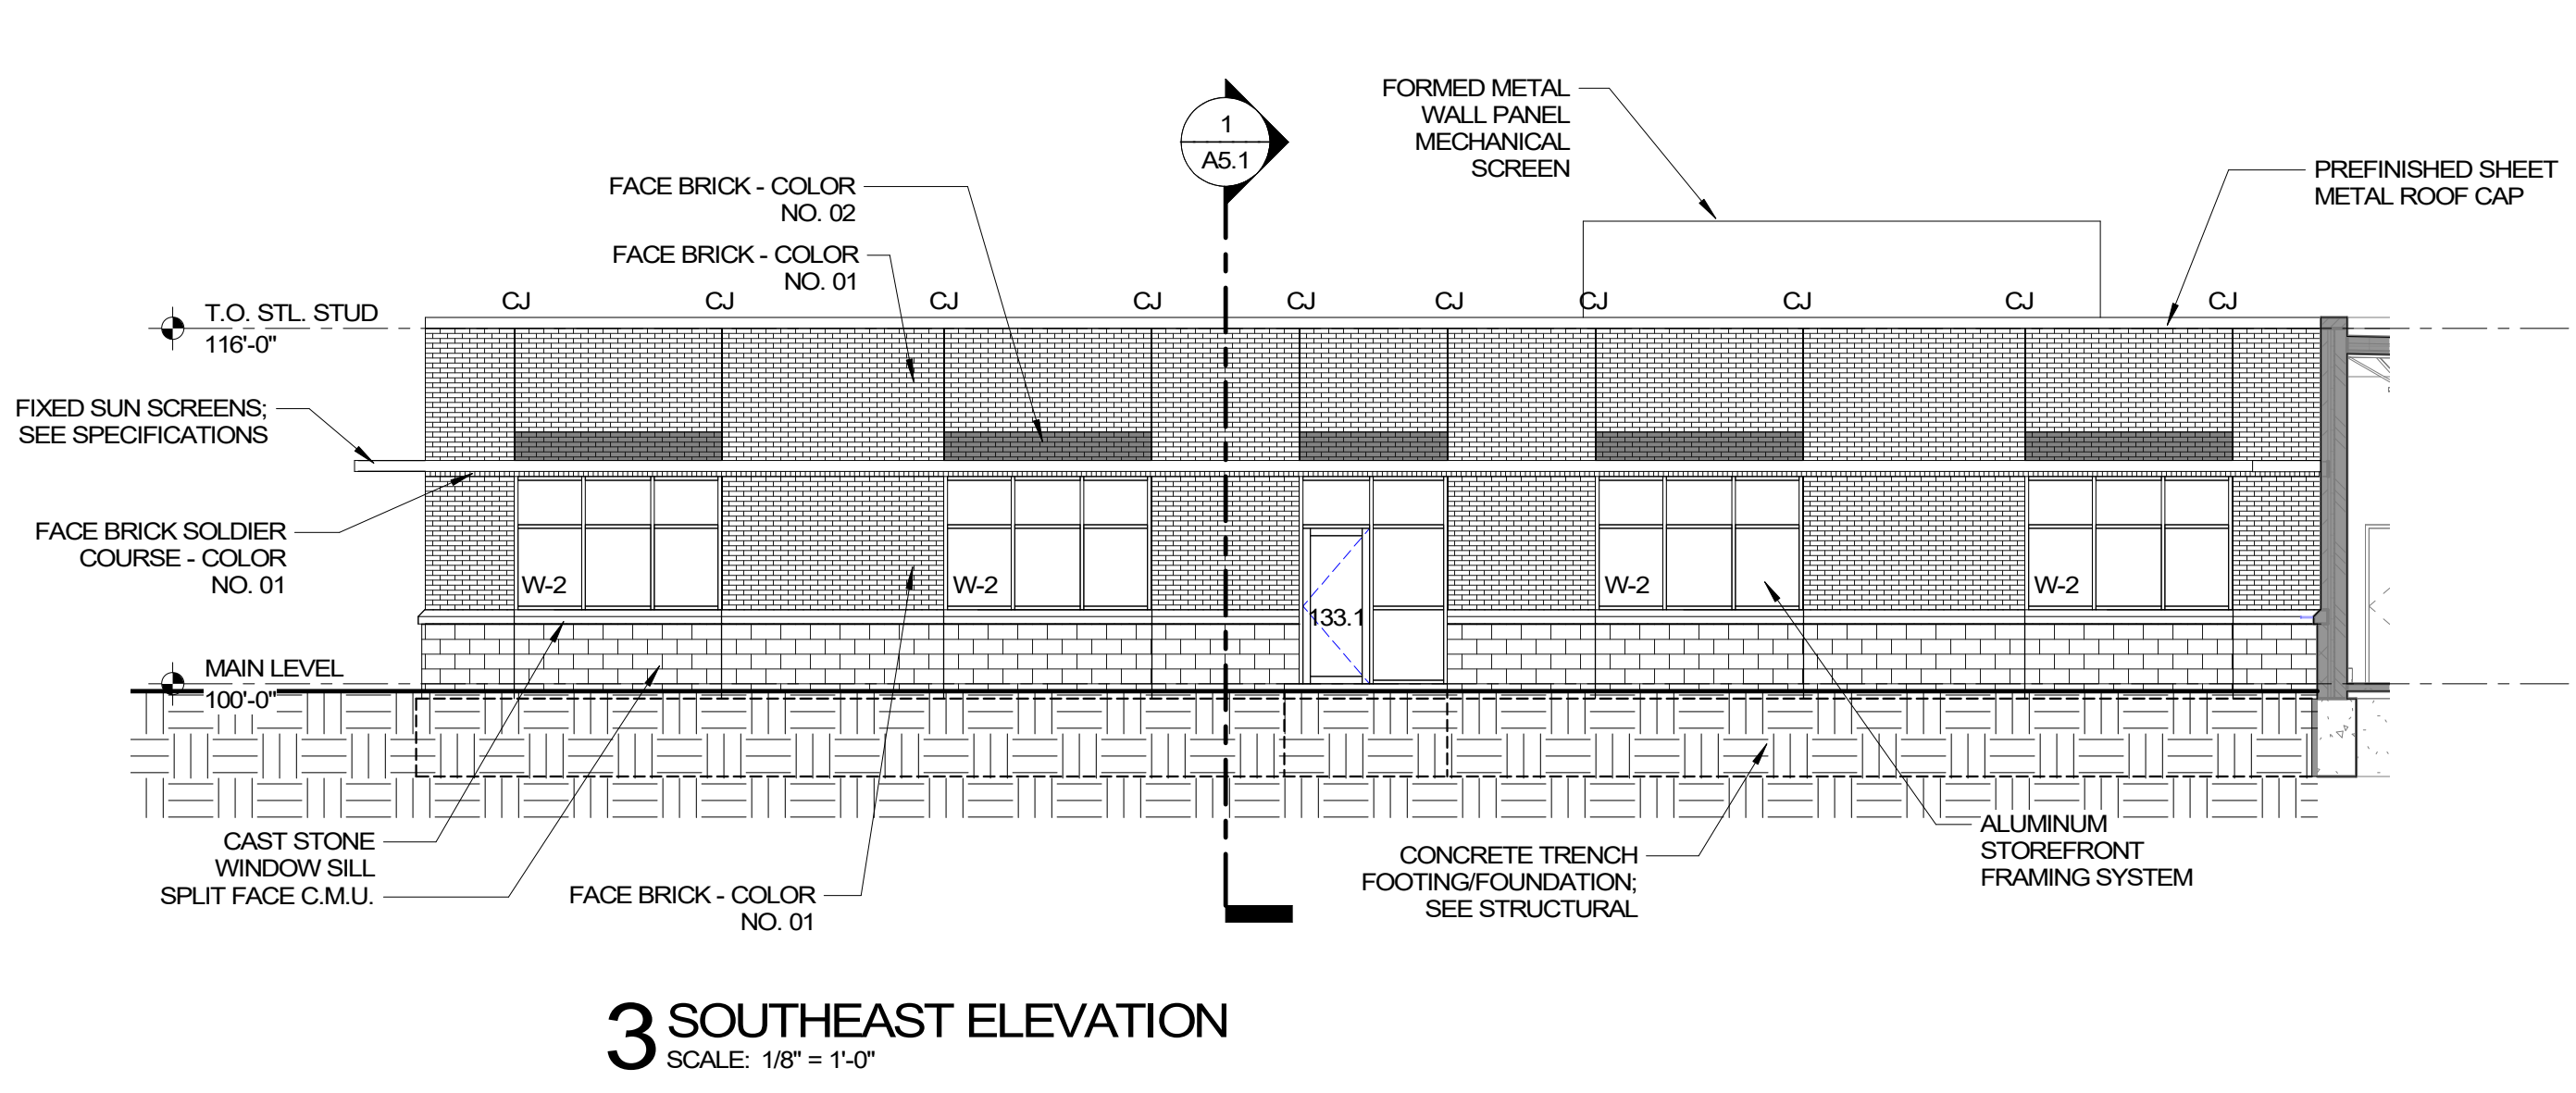 FORMED METAL
WALL PANEL
MECHANICAL
SCREEN
1
A5.1
PREFINISHED SHEET
METAL ROOF CAP
FACE BRICK - COLOR
NO. 02
FACE BRICK - COLOR
NO. 01
CJ CJ CJ CJ CJ CJ CJ CJ CJ CJ
T.O. STL. STUD
116'-0"
FIXED SUN SCREENS;
SEE SPECIFICATIONS
FACE BRICK SOLDIER
COURSE - COLOR
NO. 01
W-2 W-2 W-2 W-2
133.1
MAIN LEVEL
100'-0"
CAST STONE
WINDOW SILL
SPLIT FACE C.M.U.
FACE BRICK - COLOR
NO. 01
CONCRETE TRENCH
FOOTING/FOUNDATION;
SEE STRUCTURAL
ALUMINUM
STOREFRONT
FRAMING SYSTEM
3 SOUTHEAST ELEVATION
SCALE: 1/8" = 1'-0"